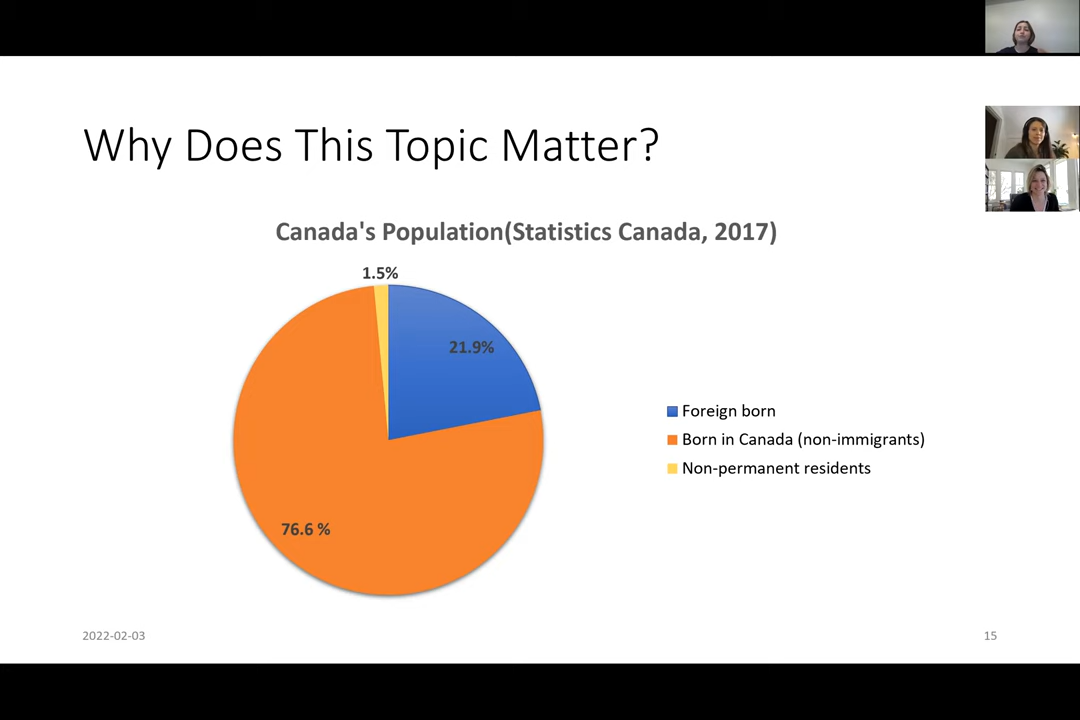 Why Does This Topic Matter?
Canada's Population(Statistics Canada, 2017)
1.5%
21.9%
76.6 %
Foreign born
Born in Canada (non-immigrants)
Non-permanent residents
2022-02-03
15